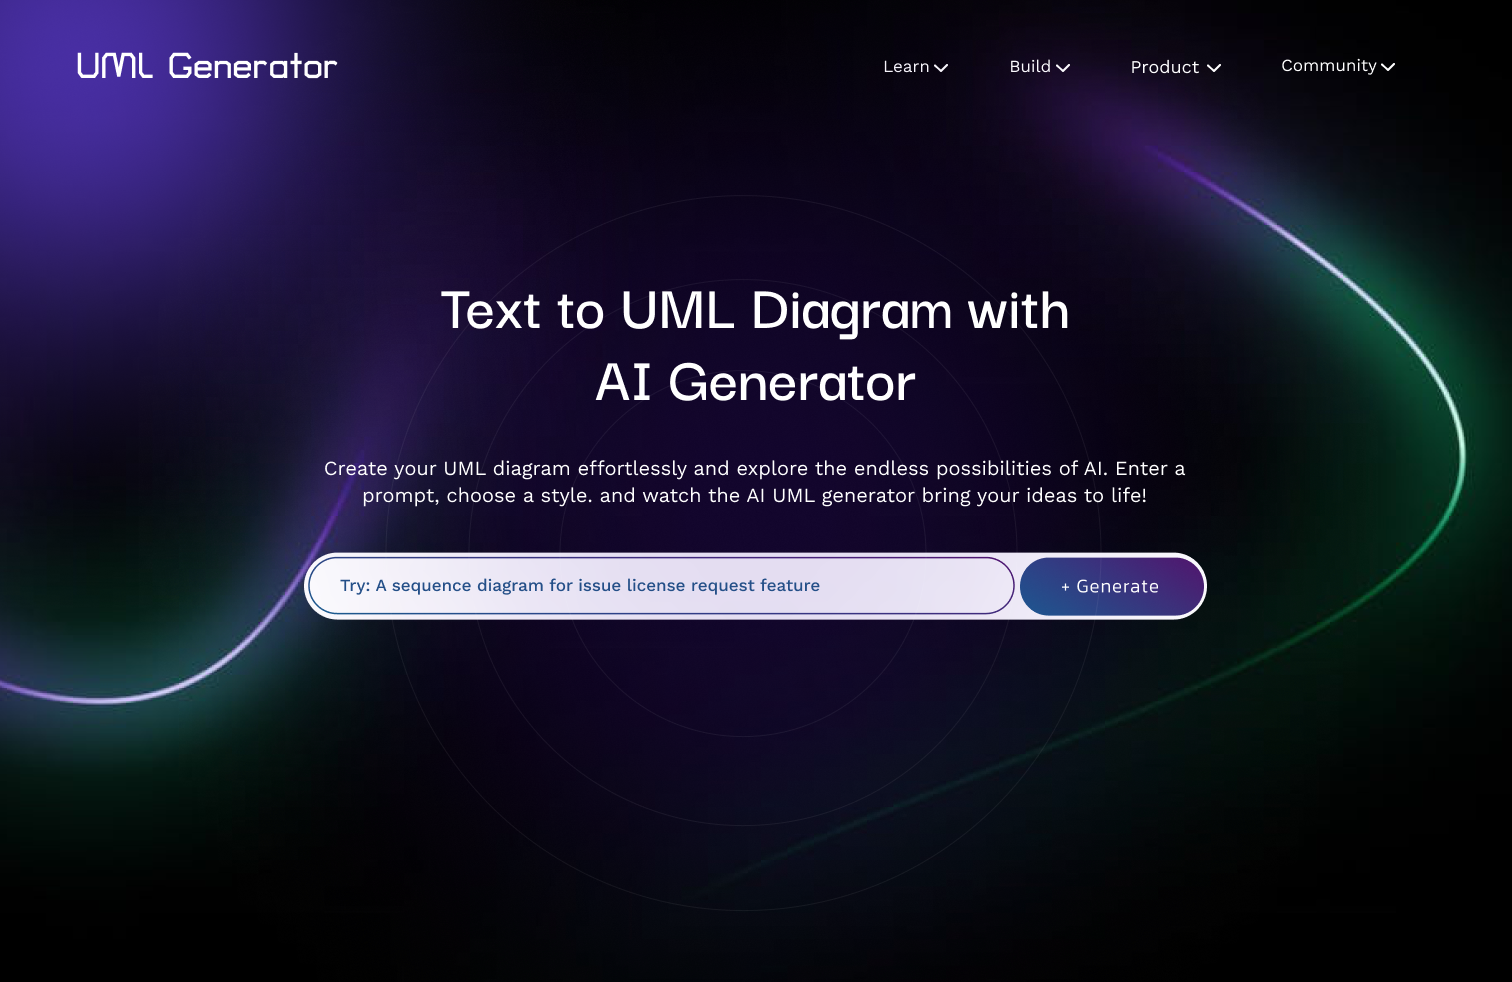 UML Generator
Learn
Build
Product
Community
Text to UML Diagram with
AI Generator
Create your UML diagram effortlessly and explore the endless possibilities of AI. Enter a
prompt, choose a style. and watch the AI UML generator bring your ideas to life!
Try: A sequence diagram for issue license request feature
+ Generate